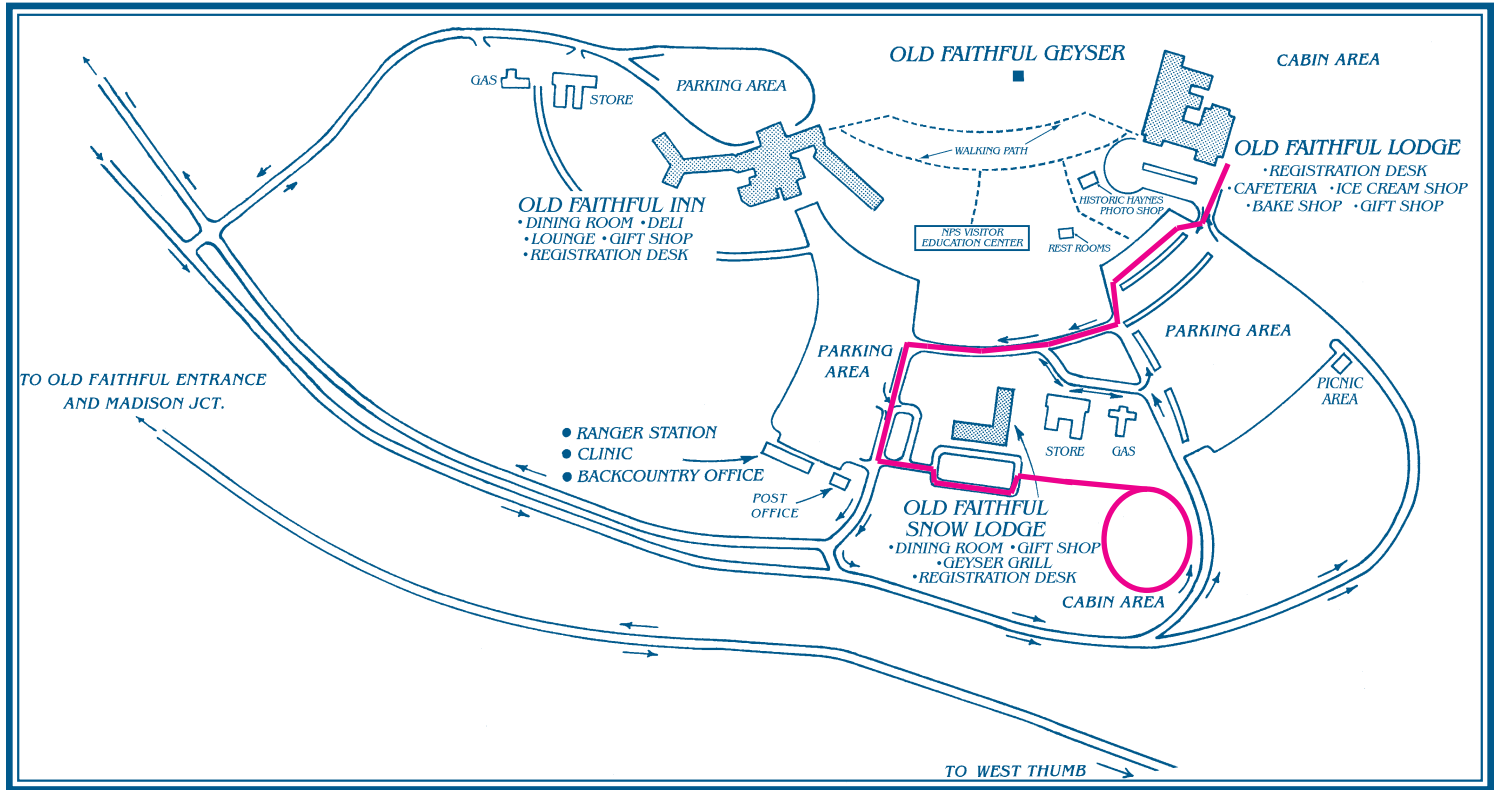 OLD FAITHFUL GEYSER
CABIN AREA
GAS
STORE
PARKING AREA
WALKING PATH
OLD FAITHFUL LODGE
•REGISTRATION DESK
•CAFETERIA •ICE CREAM SHOP
•BAKE SHOP •GIFT SHOP
HISTORIC HAYNES
PHOTO SHOP
OLD FAITHFUL INN
•DINING ROOM •DELI
•LOUNGE •GIFT SHOP
•REGISTRATION DESK
NPS VISITOR
EDUCATION CENTER
REST ROOMS
PARKING AREA
PARKING
AREA
TO OLD FAITHFUL ENTRANCE
AND MADISON JCT.
PICNIC
AREA
● RANGER STATION
● CLINIC
● BACKCOUNTRY OFFICE
STORE
GAS
POST
OFFICE
OLD FAITHFUL
SNOW LODGE
•DINING ROOM •GIFT SHOP
•GEYSER GRILL
•REGISTRATION DESK
CABIN AREA
TO WEST THUMB